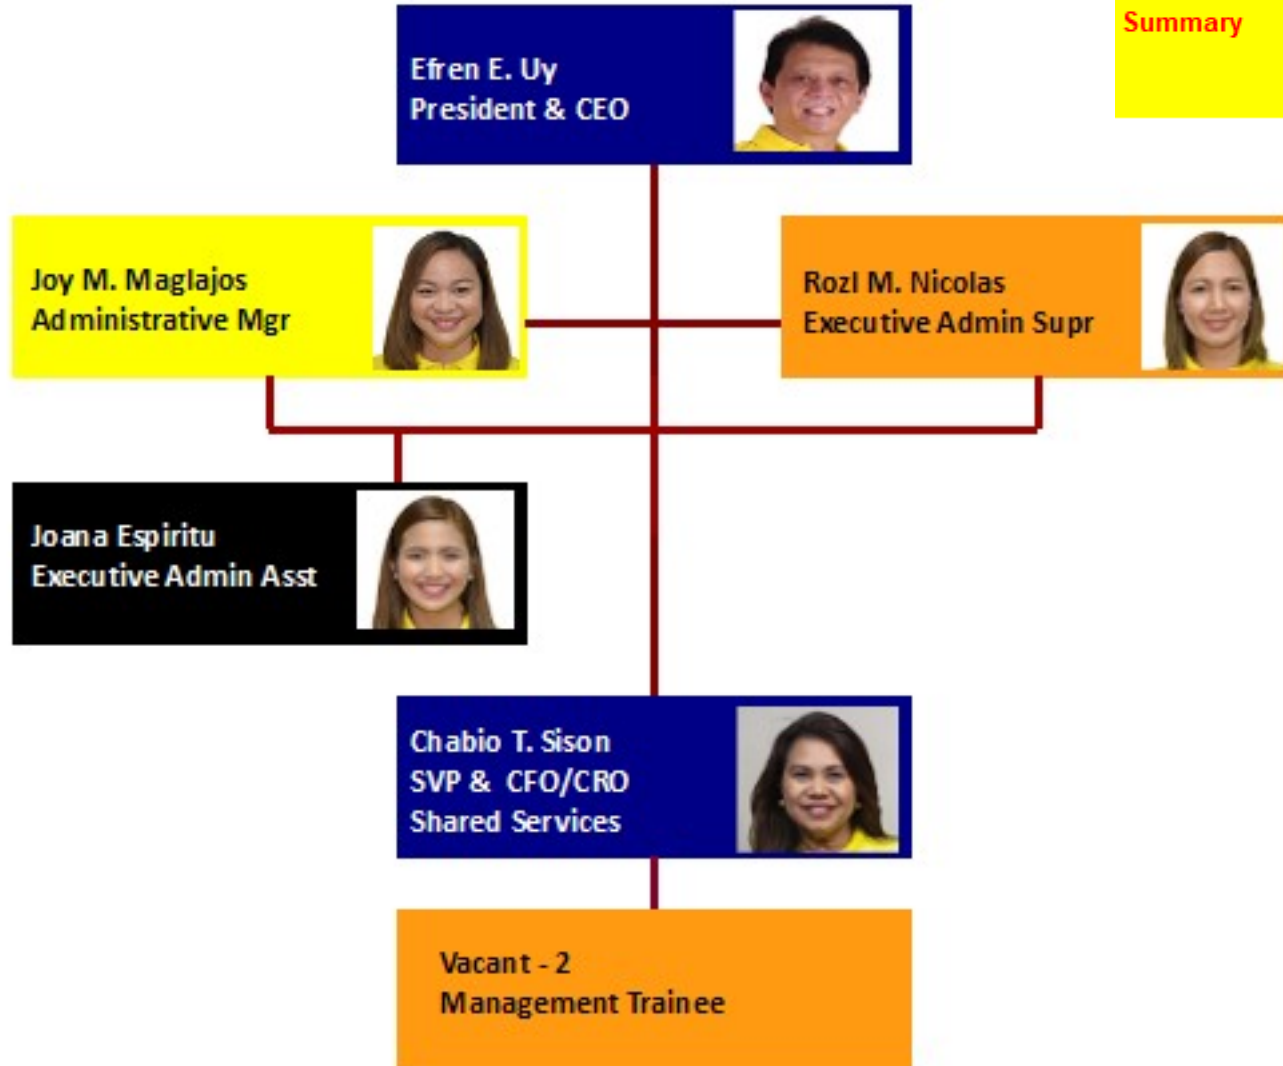 Summary
Efren E. Uy
President & CEO
Joy M. Maglajos
Administrative Mgr
Rozl M. Nicolas
Executive Admin Supr
Joana Espiritu
Executive Admin Asst
Chabio T. Sison
SVP & CFO/CRO
Shared Services
Vacant - 2
Management Trainee